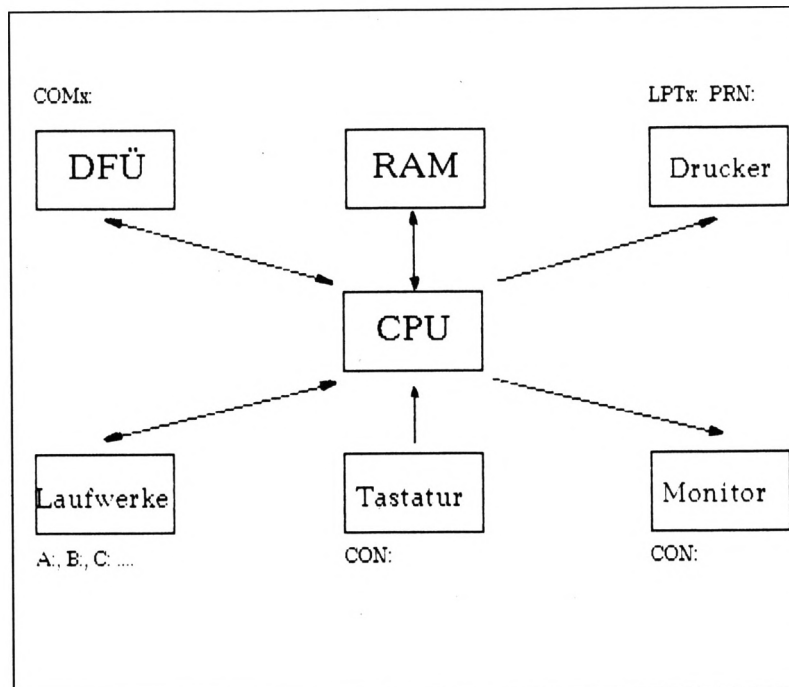 COMx:
LPTx: PRN:
DFÜ
RAM
Drucker
CPU
Laufwerke
Tastatur
Monitor
A:, B:, C: ....
CON:
CON: